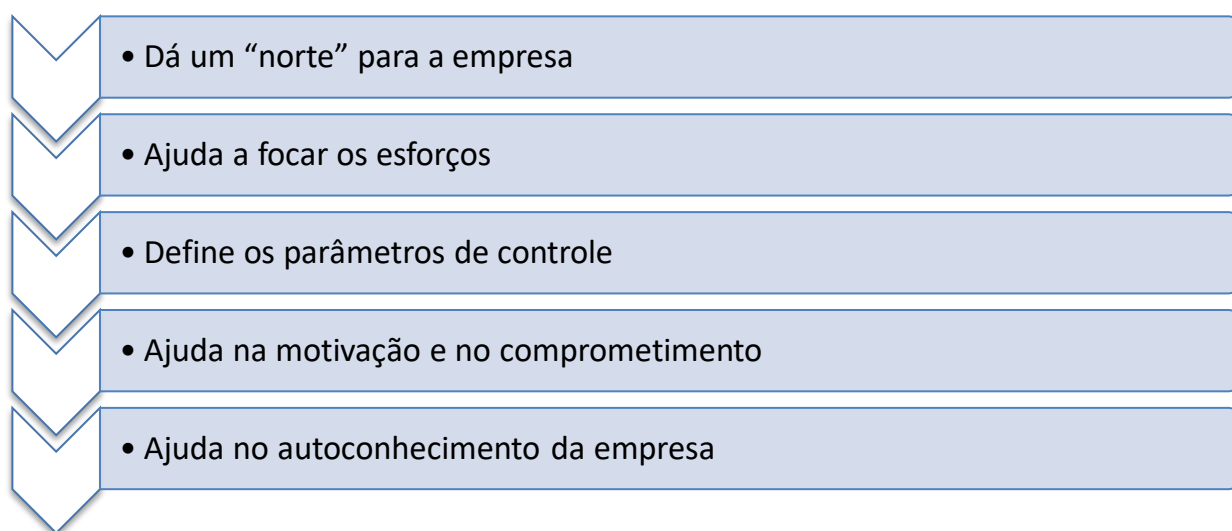 • Dá um “norte” para a empresa
• Ajuda a focar os esforços
• Define os parâmetros de controle
• Ajuda na motivação e no comprometimento
• Ajuda no autoconhecimento da empresa